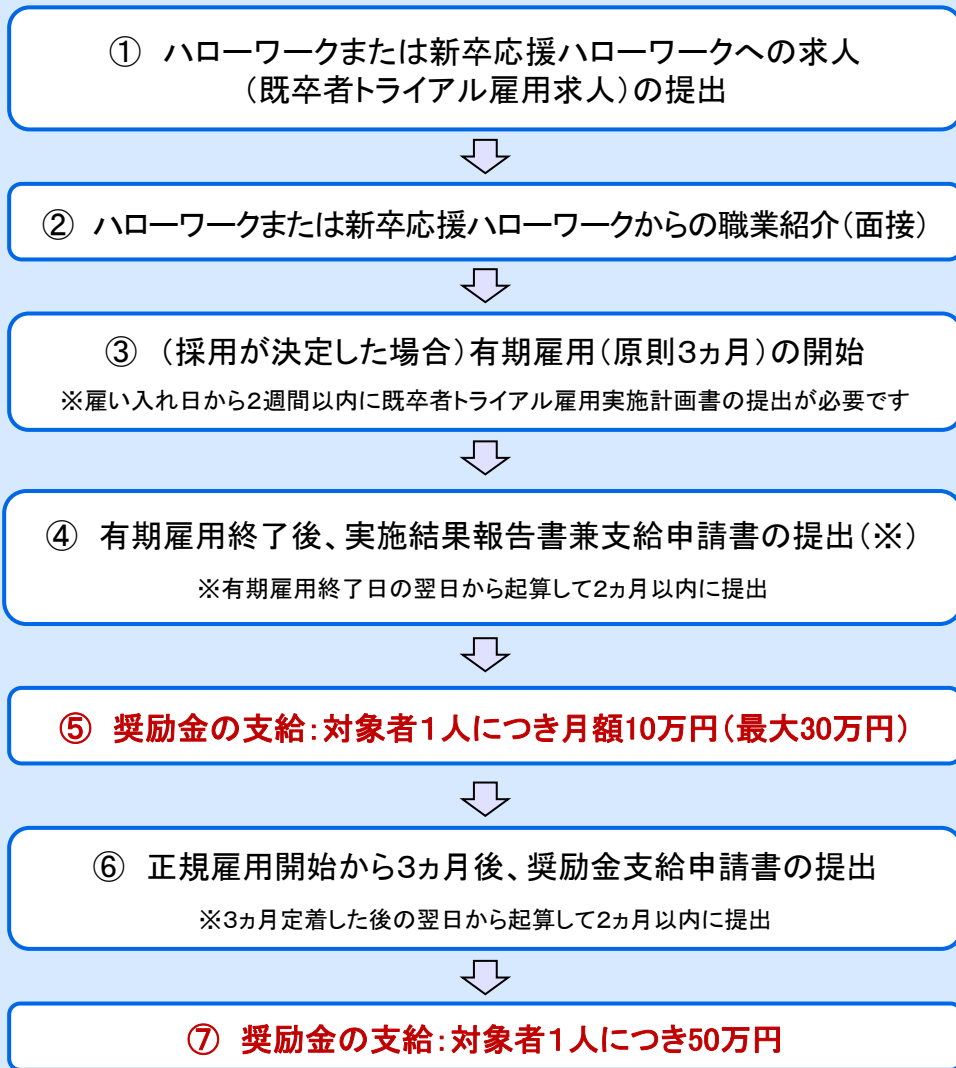 ① ハローワークまたは新卒応援ハローワークへの求人
（既卒者トライアル雇用求人）の提出
② ハローワークまたは新卒応援ハローワークからの職業紹介（面接）
③ （採用が決定した場合）有期雇用（原則３ヵ月）の開始
※雇い入れ日から２週間以内に既卒者トライアル雇用実施計画書の提出が必要です
④ 有期雇用終了後、実施結果報告書兼支給申請書の提出（※）
※有期雇用終了日の翌日から起算して２ヵ月以内に提出
⑤ 奨励金の支給：対象者１人につき月額10万円（最大30万円）
⑥ 正規雇用開始から３ヵ月後、奨励金支給申請書の提出
※３ヵ月定着した後の翌日から起算して２ヵ月以内に提出
⑦ 奨励金の支給：対象者１人につき50万円